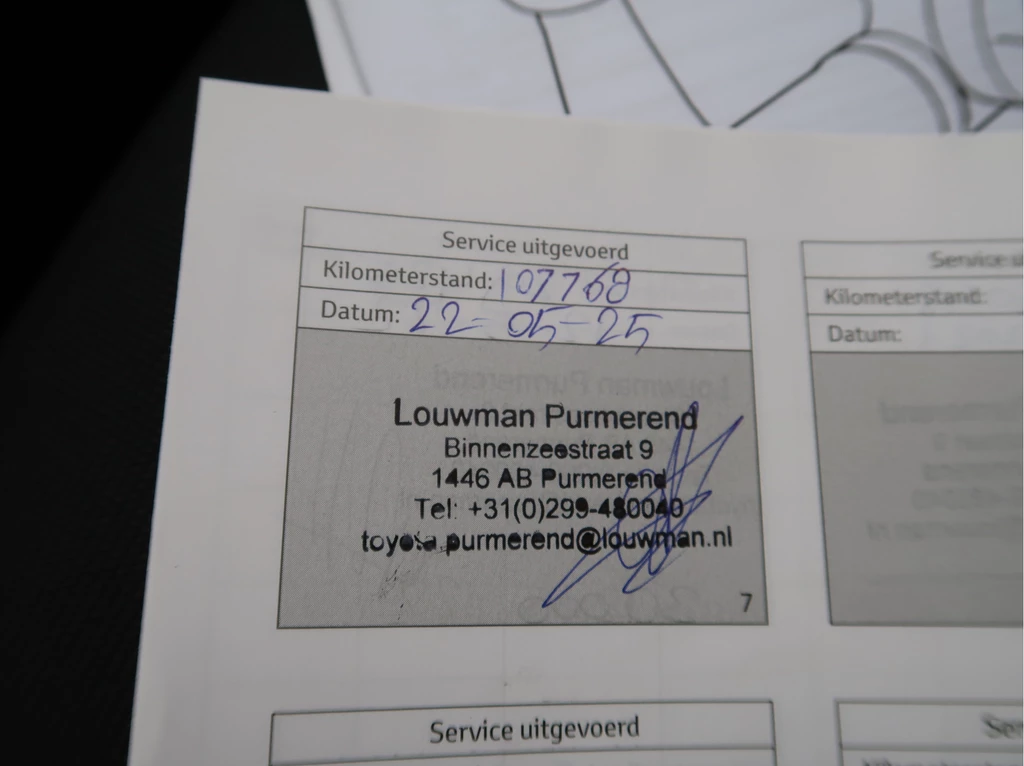 Service uitgevoerd
Kilometerstand: 107768
Datum: 22-05-25
Louwman Purmerend
Binnenzeestraat 9
1446 AB Purmerend
Tel: +31(0)299-480040
toyota.purmerend@louwman.nl
7
Service
Kilometerstand:
Datum:
Service uitgevoerd